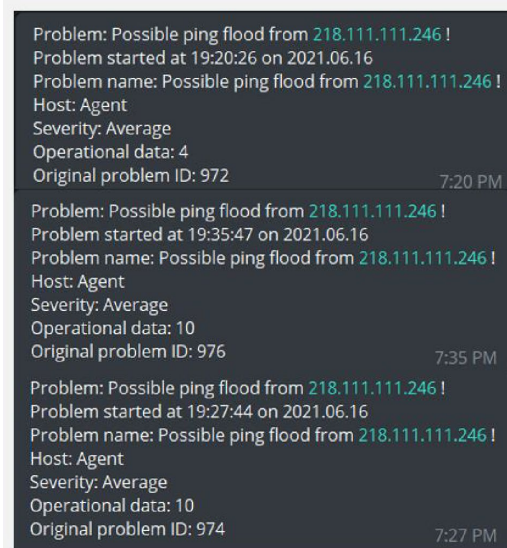 Problem: Possible ping flood from 218.111.111.246 !
Problem started at 19:20:26 on 2021.06.16
Problem name: Possible ping flood from 218.111.111.246 !
Host: Agent
Severity: Average
Operational data: 4
Original problem ID: 972
7:20 PM
Problem: Possible ping flood from 218.111.111.246 !
Problem started at 19:35:47 on 2021.06.16
Problem name: Possible ping flood from 218.111.111.246 !
Host: Agent
Severity: Average
Operational data: 10
Original problem ID: 976
7:35 PM
Problem: Possible ping flood from 218.111.111.246 !
Problem started at 19:27:44 on 2021.06.16
Problem name: Possible ping flood from 218.111.111.246 !
Host: Agent
Severity: Average
Operational data: 10
Original problem ID: 974
7:27 PM